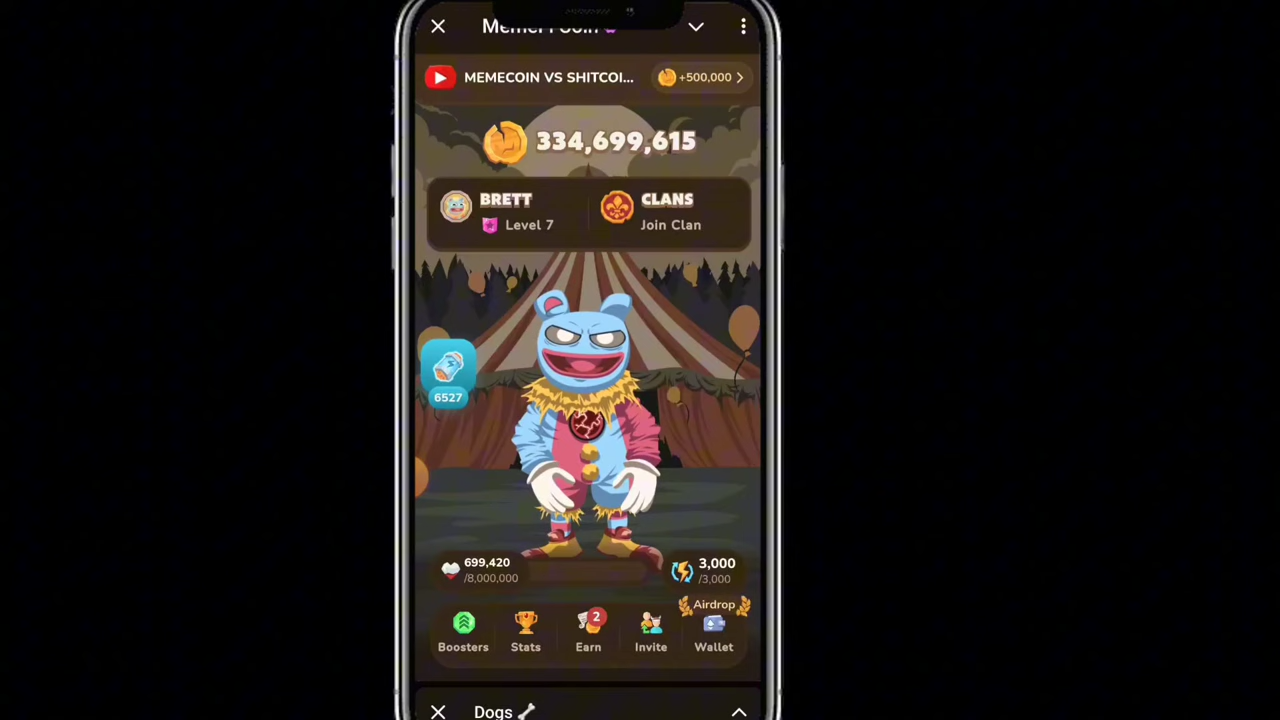 MEMECOIN VS SHITCOI...
+500,000
334,699,615
BRETT
Level 7
CLANS
Join Clan
6527
699,420
/8,000,000
3,000
/3,000
Airdrop
2
Boosters
Stats
Earn
Invite
Wallet
Dogs